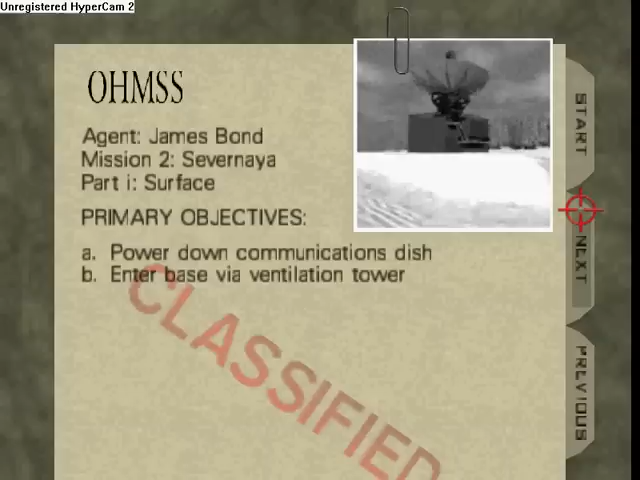 Unregistered HyperCam 2
OHMSS
Agent: James Bond
Mission 2: Severnaya
Part i: Surface
PRIMARY OBJECTIVES:
a. Power down communications dish
b. Enter base via ventilation tower
CLASSIFIED
START
NEXT
PREVIOUS